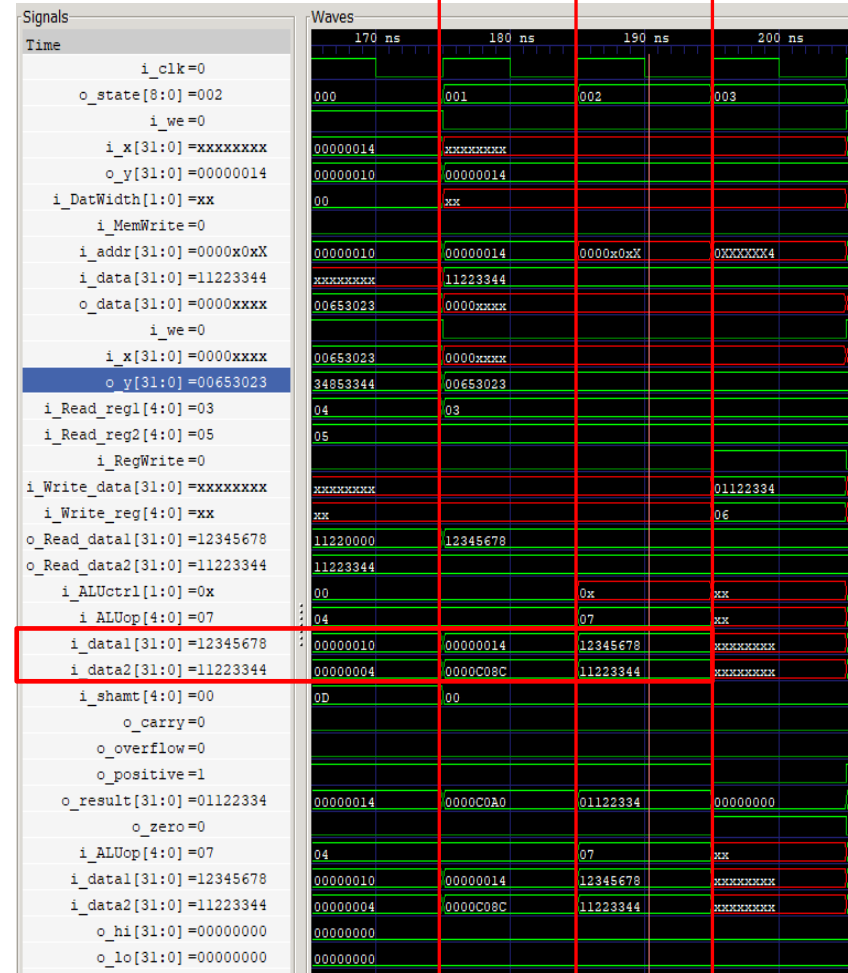 Signals Waves
Time 170 ns 180 ns 190 ns 200 ns
i_clk=0
o_state[8:0]=002 000 001 002 003
i_we=0
i_x[31:0]=xxxxxxxx 00000014 xxxxxxxx
o_y[31:0]=00000014 00000010 00000014
i_DatWidth[1:0]=xx 00 xx
i_MemWrite=0
i_addr[31:0]=0000x0xX 00000010 00000014 0000x0xX 0XXXXXX4
i_data[31:0]=11223344 xxxxxxxx 11223344
o_data[31:0]=0000xxxx 00653023 0000xxxx
i_we=0
i_x[31:0]=0000xxxx 00653023 0000xxxx
o_y[31:0]=00653023 34853344 00653023
i_Read_reg1[4:0]=03 04 03
i_Read_reg2[4:0]=05 05
i_RegWrite=0
i_Write_data[31:0]=xxxxxxxx xxxxxxxx 01122334
i_Write_reg[4:0]=xx xx 06
o_Read_data1[31:0]=12345678 11220000 12345678
o_Read_data2[31:0]=11223344 11223344
i_ALUctrl[1:0]=0x 00 0x xx
i_ALUop[4:0]=07 04 07 xx
i_data1[31:0]=12345678 00000010 00000014 12345678 xxxxxxxx
i_data2[31:0]=11223344 00000004 0000C08C 11223344 xxxxxxxx
i_shamt[4:0]=00 0D 00
o_carry=0
o_overflow=0
o_positive=1
o_result[31:0]=01122334 00000014 0000C0A0 01122334 00000000
o_zero=0
i_ALUop[4:0]=07 04 07 xx
i_data1[31:0]=12345678 00000010 00000014 12345678 xxxxxxxx
i_data2[31:0]=11223344 00000004 0000C08C 11223344 xxxxxxxx
o_hi[31:0]=00000000 00000000
o_lo[31:0]=00000000 00000000